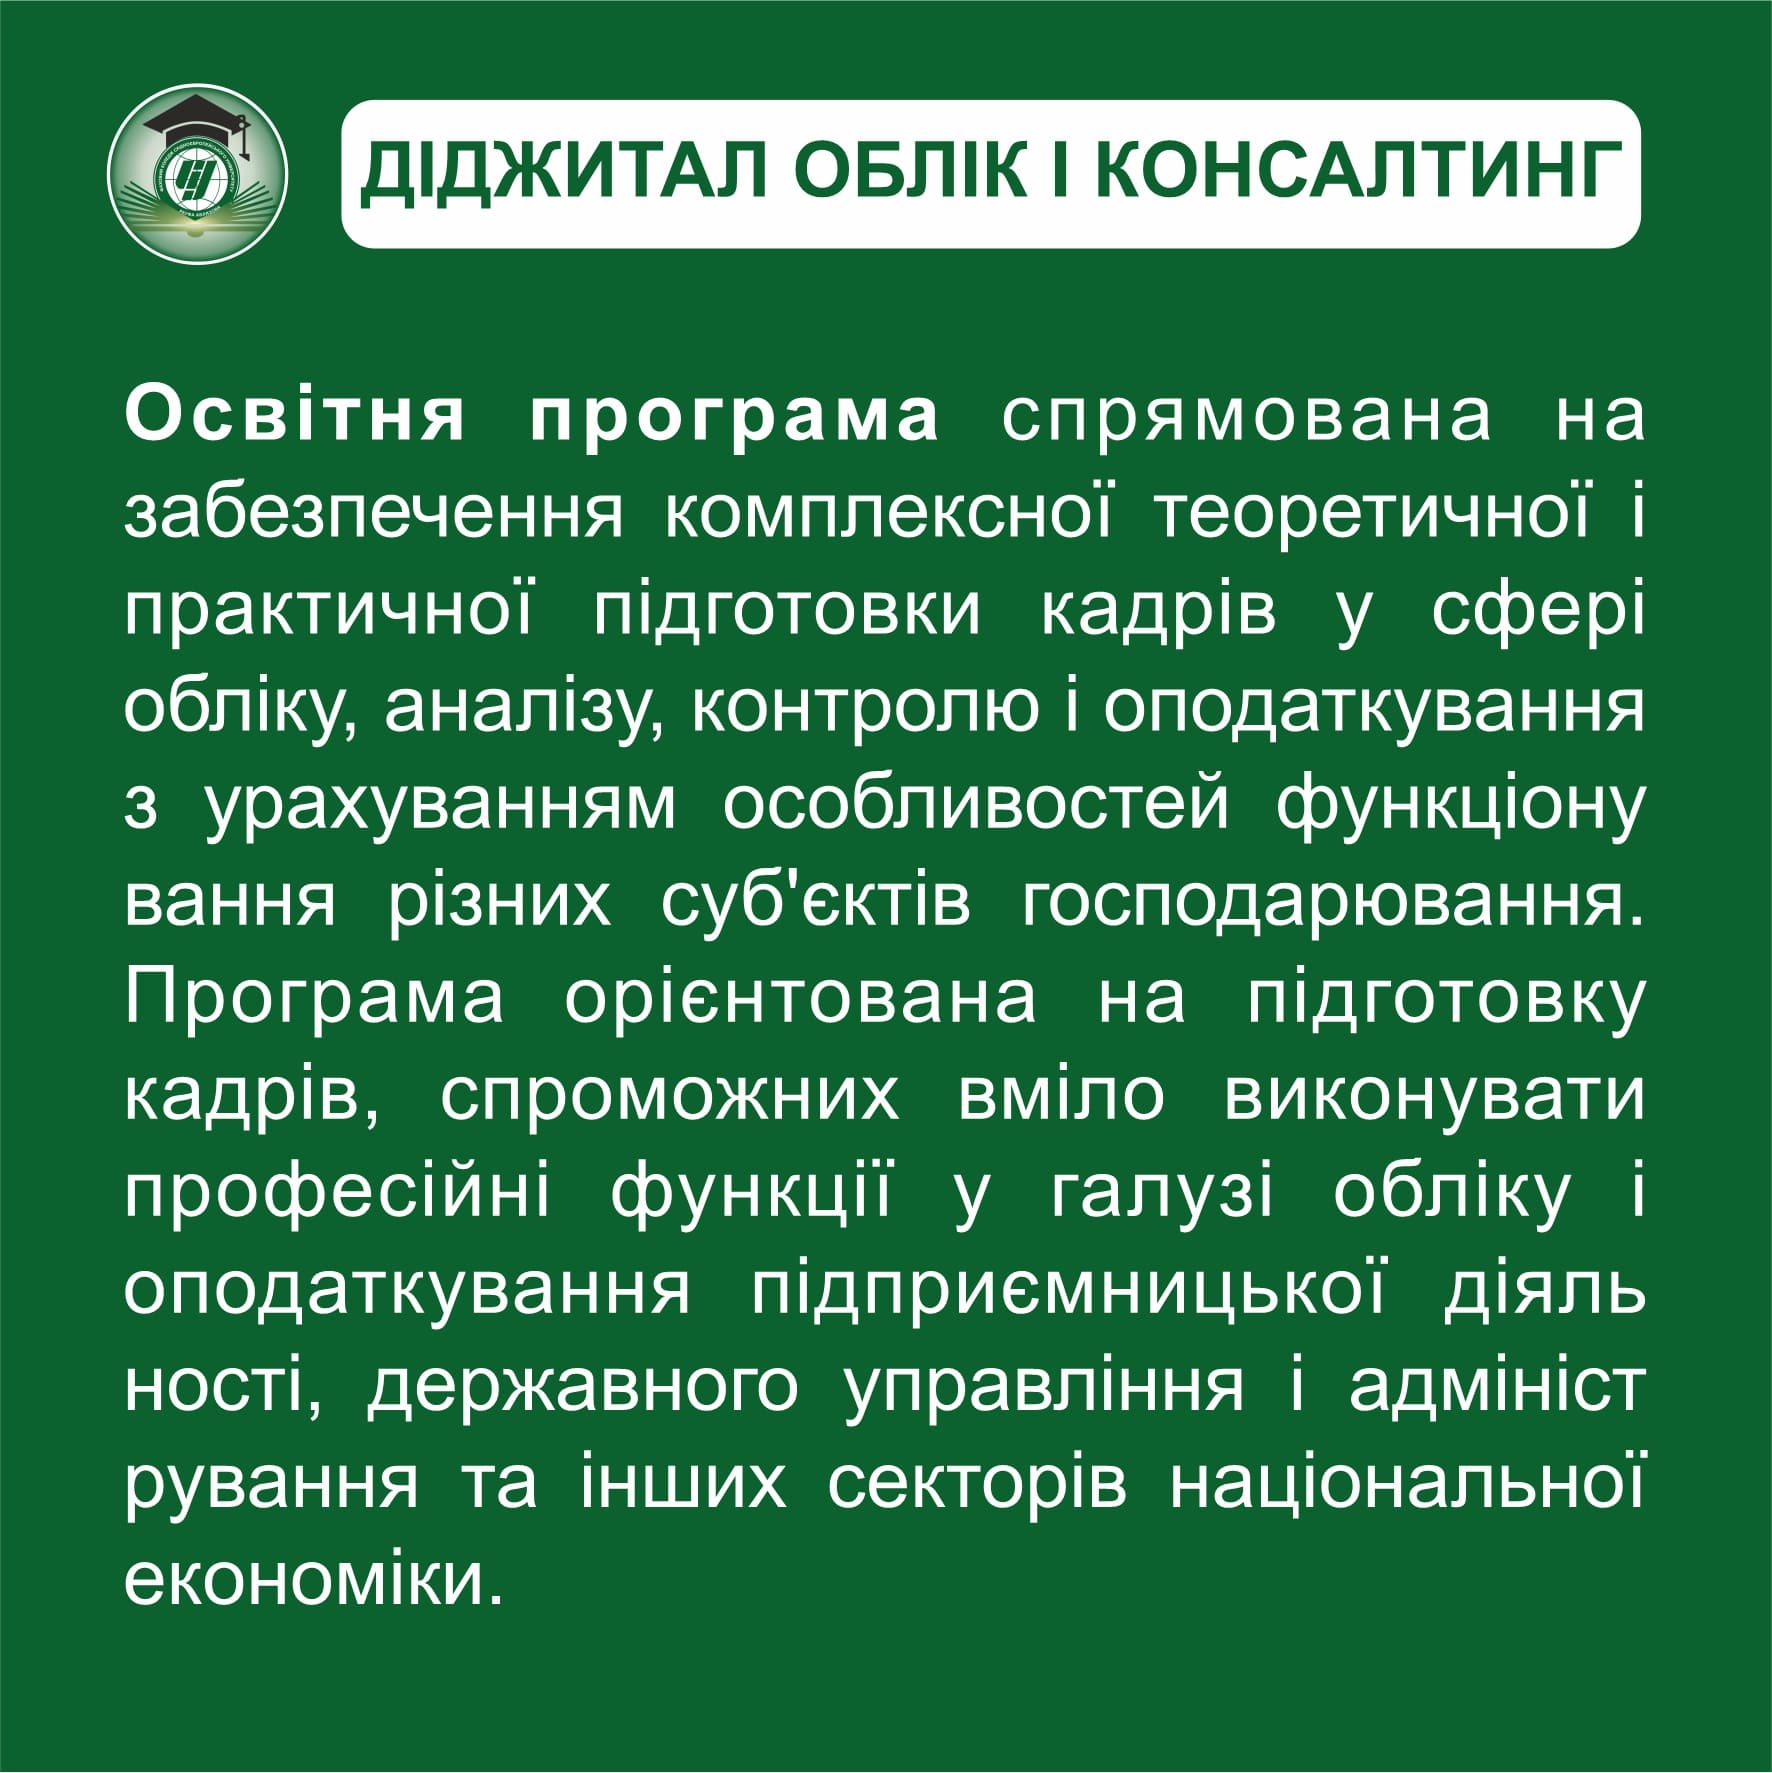 ДІДЖИТАЛ ОБЛІК І КОНСАЛТИНГ
Освітня програма спрямована на
забезпечення комплексної теоретичної і
практичної підготовки кадрів у сфері
обліку, аналізу, контролю і оподаткування
з урахуванням особливостей функціону
вання різних суб'єктів господарювання.
Програма орієнтована на підготовку
кадрів, спроможних вміло виконувати
професійні функції у галузі обліку і
оподаткування підприємницької діяль
ності, державного управління і адмініст
рування та інших секторів національної
економіки.